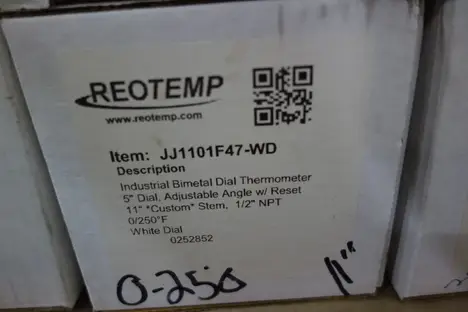 REOTEMP
www.reotemp.com
Item: JJ1101F47-WD
Description
Industrial Bimetal Dial Thermometer
5" Dial, Adjustable Angle w/ Reset
11" *Custom* Stem, 1/2" NPT
0/250°F
White Dial
0252852
0-250 11"